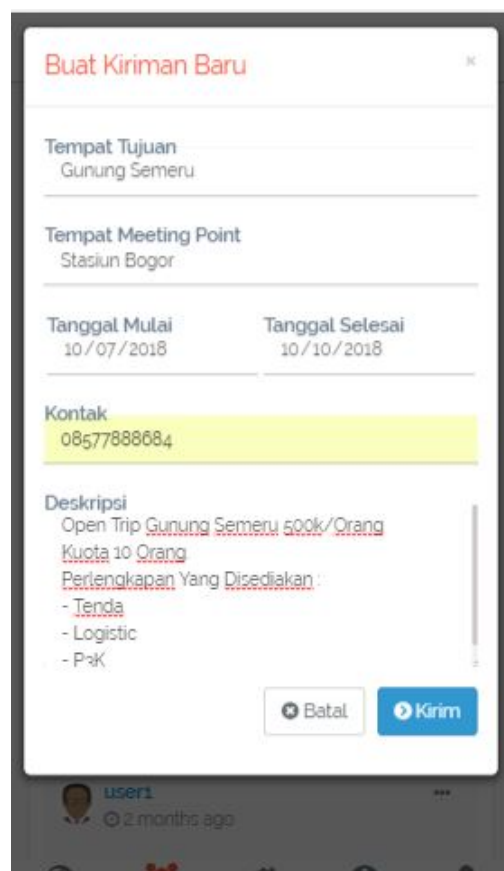 Buat Kiriman Baru ×
Tempat Tujuan
Gunung Semeru
Tempat Meeting Point
Stasiun Bogor
Tanggal Mulai Tanggal Selesai
10/07/2018 10/10/2018
Kontak
08577888684
Deskripsi
Open Trip Gunung Semeru 500k/Orang
Kuota 10 Orang
Perlengkapan Yang Disediakan :
- Tenda
- Logistic
- P3K
Batal Kirim
user1
2 months ago